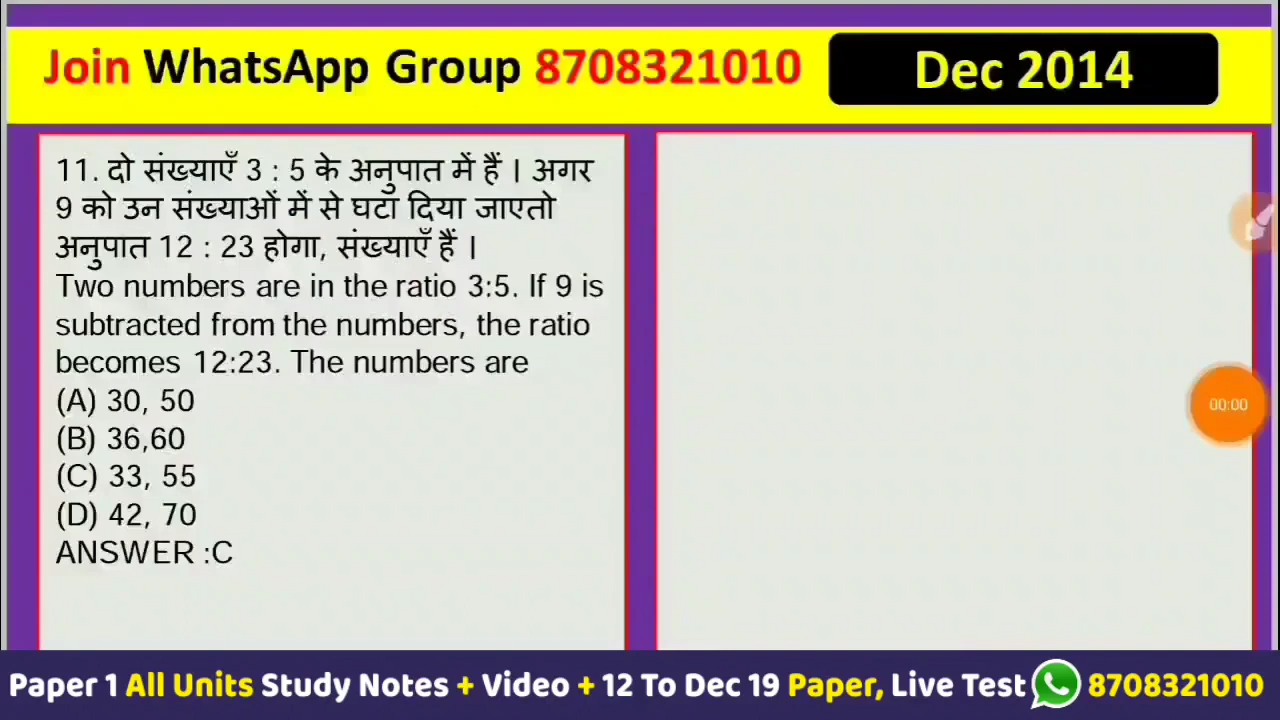 Join WhatsApp Group 8708321010
Dec 2014
11. दो संख्याएँ 3 : 5 के अनुपात में हैं । अगर
9 को उन संख्याओं में से घटा दिया जाएतो
अनुपात 12 : 23 होगा, संख्याएँ हैं ।
Two numbers are in the ratio 3:5. If 9 is
subtracted from the numbers, the ratio
becomes 12:23. The numbers are
(A) 30, 50
(B) 36,60
(C) 33, 55
(D) 42, 70
ANSWER :C
00:00
Paper 1 All Units Study Notes + Video + 12 To Dec 19 Paper, Live Test 8708321010